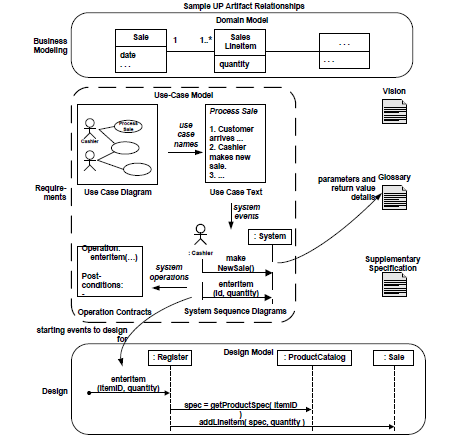 Sample UP Artifact Relationships
Domain Model
Business
Modeling
Sale
date
. . .
1
1..*
Sales
LineItem
quantity
. . .
. . .
Use-Case Model
Process
Sale
Cashier
Use Case Diagram
use
case
names
Process Sale
1. Customer
arrives ...
2. Cashier
makes new
sale.
3. ...
Use Case Text
Vision
Require-
ments
parameters and
return value
details
Glossary
system
events
: System
: Cashier
Operation:
enterItem(…)
Post-
conditions:
-
system
operations
make
NewSale()
enterItem
(id, quantity)
Supplementary
Specification
Operation Contracts
System Sequence Diagrams
starting events to design
for
Design Model
: Register
: ProductCatalog
: Sale
Design
enterItem
(itemID, quantity)
spec = getProductSpec( itemID
)
addLineItem( spec, quantity )